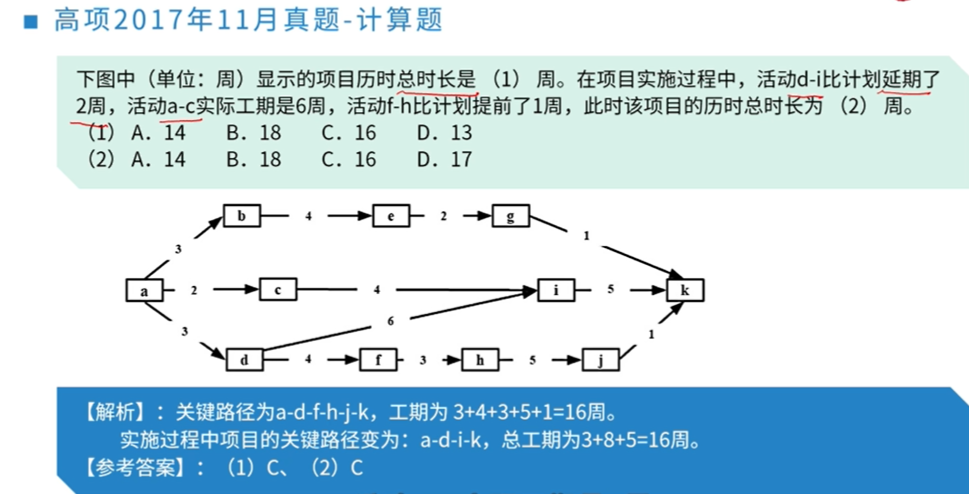 高项2017年11月真题-计算题
下图中（单位：周）显示的项目历时总时长是 （1） 周。在项目实施过程中，活动d-i比计划延期了
2周，活动a-c实际工期是6周，活动f-h比计划提前了1周，此时该项目的历时总时长为 （2） 周。
（1） A．14 B．18 C．16 D．13
（2） A．14 B．18 C．16 D．17
b 4 e 2 g
1
3
a 2 c 4 i 5 k
6
3 1
d 4 f 3 h 5 j
【解析】：关键路径为a-d-f-h-j-k，工期为 3+4+3+5+1=16周。
实施过程中项目的关键路径变为：a-d-i-k，总工期为3+8+5=16周。
【参考答案】：（1）C、（2）C